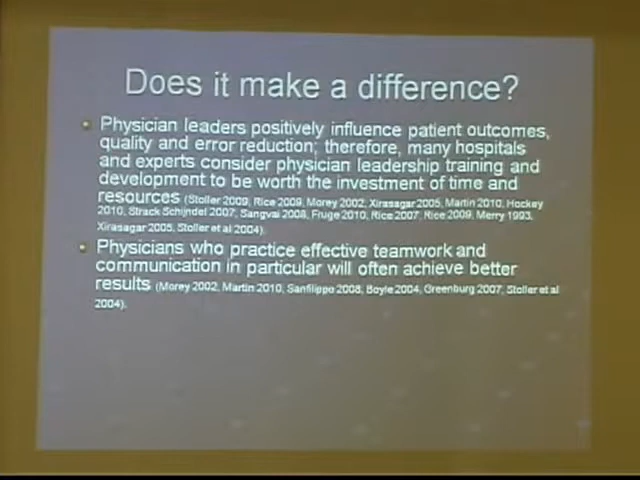 Does it make a difference?
Physician leaders positively influence patient outcomes,
quality and error reduction; therefore, many hospitals
and experts consider physician leadership training and
development to be worth the investment of time and
resources (Stoller 2009, Rice 2009, Morey 2002, Xirasagar 2005, Martin 2010, Hockey
2010, Strack Schijndel 2007, Sangvai 2008, Fruge 2010, Rice 2007, Rice 2009, Merry 1993,
Xirasagar 2005, Stoller et al 2004).
Physicians who practice effective teamwork and
communication in particular will often achieve better
results (Morey 2002, Martin 2010, Sanfilippo 2008, Boyle 2004, Greenburg 2007, Stoller et al
2004).